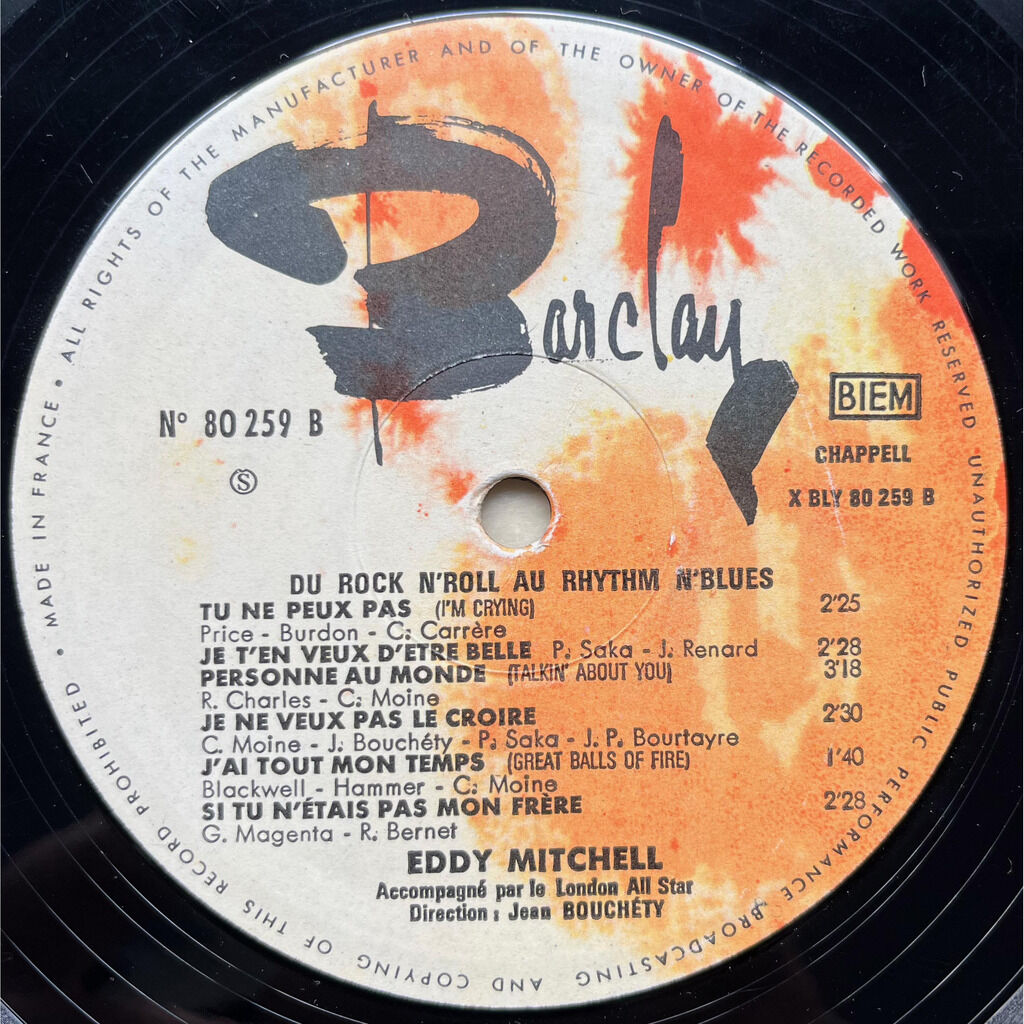 • MADE IN FRANCE • ALL RIGHTS OF THE MANUFACTURER AND OF THE OWNER OF THE RECORDED WORK RESERVED UNAUTHORIZED PUBLIC PERFORMANCE BROADCASTING AND COPYING OF THIS RECORD PROHIBITED
Barclay
BIEM
N° 80 259 B
CHAPPELL
S
X BLY 80 259 B
DU ROCK N'ROLL AU RHYTHM N'BLUES
TU NE PEUX PAS (I'M CRYING) 2'25
Price - Burdon - C. Carrère
JE T'EN VEUX D'ETRE BELLE P. Saka - J. Renard 2'28
PERSONNE AU MONDE (TALKIN' ABOUT YOU) 3'18
R. Charles - C. Moine
JE NE VEUX PAS LE CROIRE 2'30
C. Moine - J. Bouchéty - P. Saka - J. P. Bourtayre
J'AI TOUT MON TEMPS (GREAT BALLS OF FIRE) 1'40
Blackwell - Hammer - C. Moine
SI TU N'ÉTAIS PAS MON FRÈRE 2'28
G. Magenta - R. Bernet
EDDY MITCHELL
Accompagné par le London All Star
Direction : Jean BOUCHÉTY